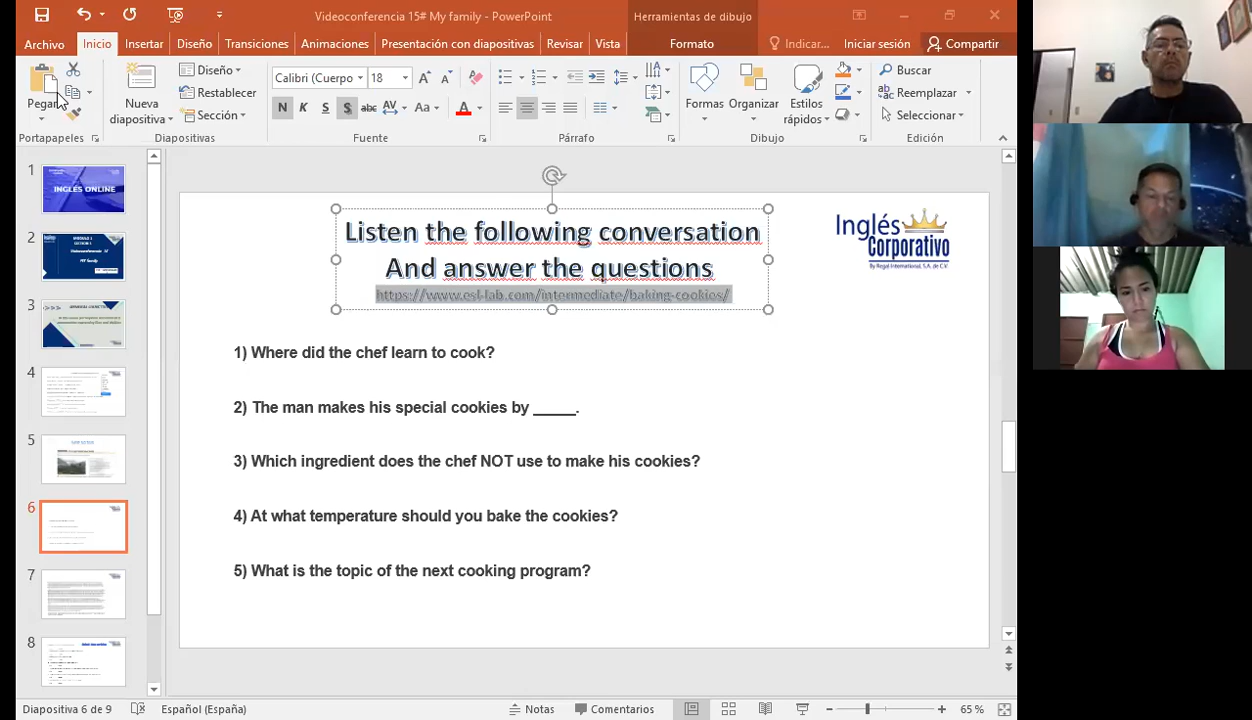 Videoconferencia 15# My family - PowerPoint
Herramientas de dibujo
Archivo
Inicio
Insertar
Diseño
Transiciones
Animaciones
Presentación con diapositivas
Revisar
Vista
Formato
Indicar...
Iniciar sesión
Compartir
Pegar
Nueva
diapositiva
Diseño
Restablecer
Sección
Calibri (Cuerpo)
18
N
K
S
S
abc
AV
Aa
A
Formas
Organizar
Estilos
rápidos
Buscar
Reemplazar
Seleccionar
Portapapeles
Diapositivas
Fuente
Párrafo
Dibujo
Edición
1
INGLÉS ONLINE
2
3
4
5
6
7
8
Listen the following conversation
And answer the questions
https://www.esl-lab.com/intermediate/baking-cookies/
Inglés
Corporativo
By Regal International, S.A. de C.V.
1) Where did the chef learn to cook?
2) The man makes his special cookies by _____.
3) Which ingredient does the chef NOT use to make his cookies?
4) At what temperature should you bake the cookies?
5) What is the topic of the next cooking program?
Diapositiva 6 de 9
Español (España)
Notas
Comentarios
65 %